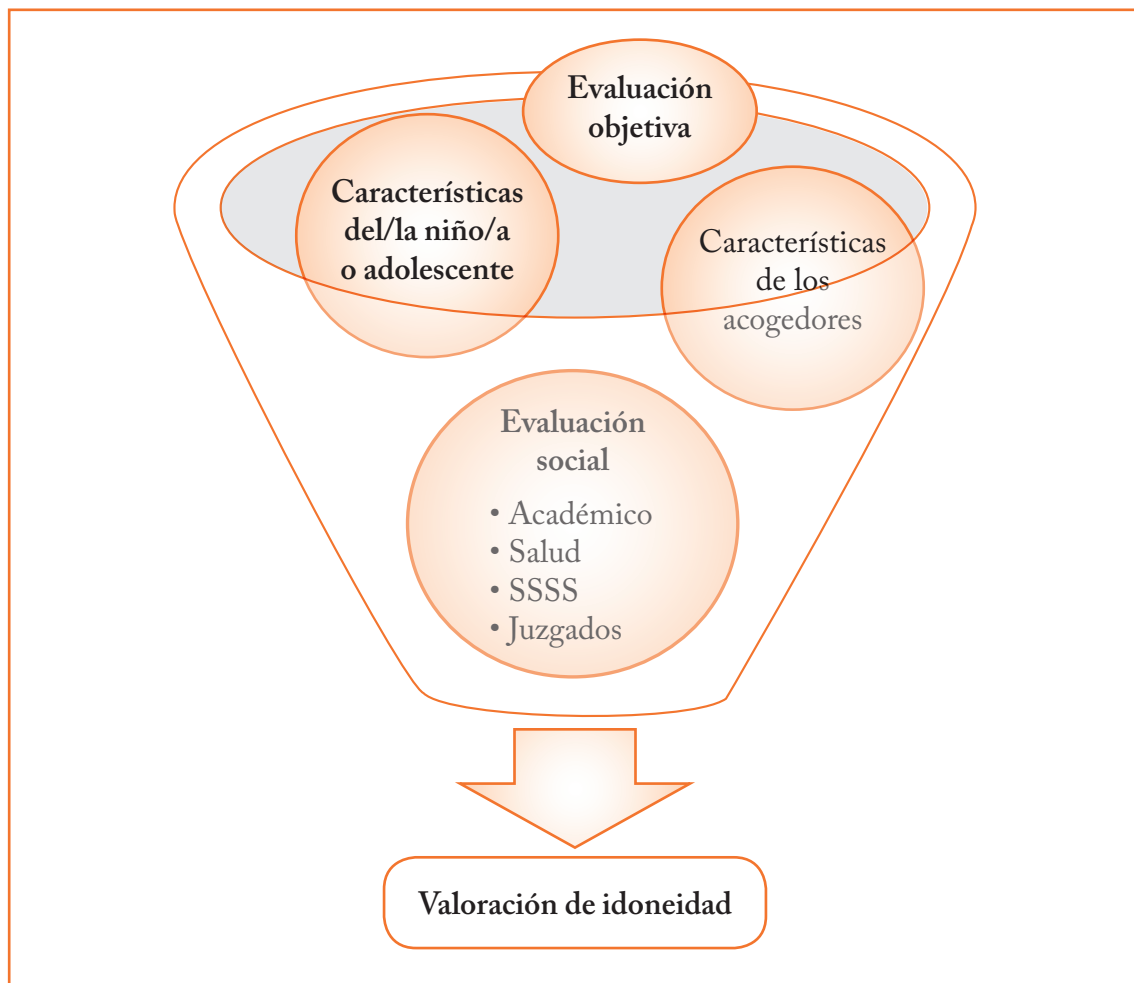 Evaluación
objetiva
Características
del/la niño/a
o adolescente
Características
de los
acogedores
Evaluación
social
• Académico
• Salud
• SSSS
• Juzgados
Valoración de idoneidad